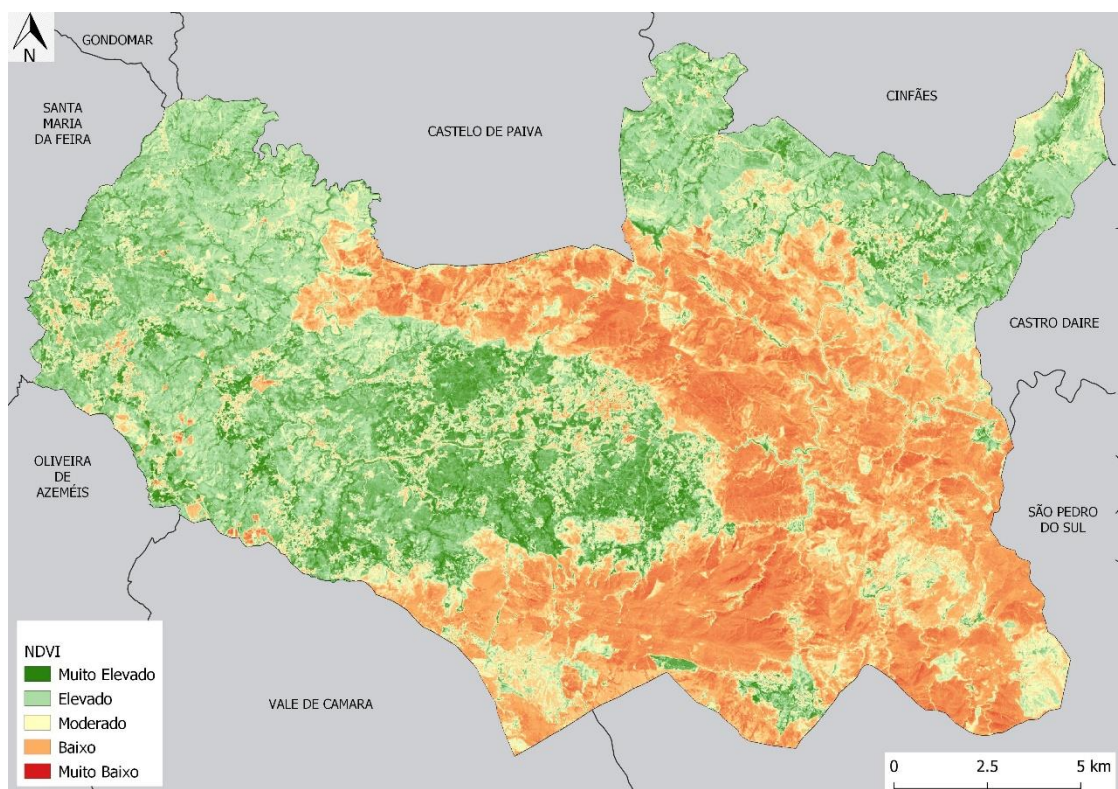 N
GONDOMAR
SANTA
MARIA
DA FEIRA
CASTELO DE PAIVA
CINFÃES
CASTRO DAIRE
OLIVEIRA
DE
AZEMÉIS
SÃO PEDRO
DO SUL
VALE DE CAMARA
NDVI
Muito Elevado
Elevado
Moderado
Baixo
Muito Baixo
0 2.5 5 km